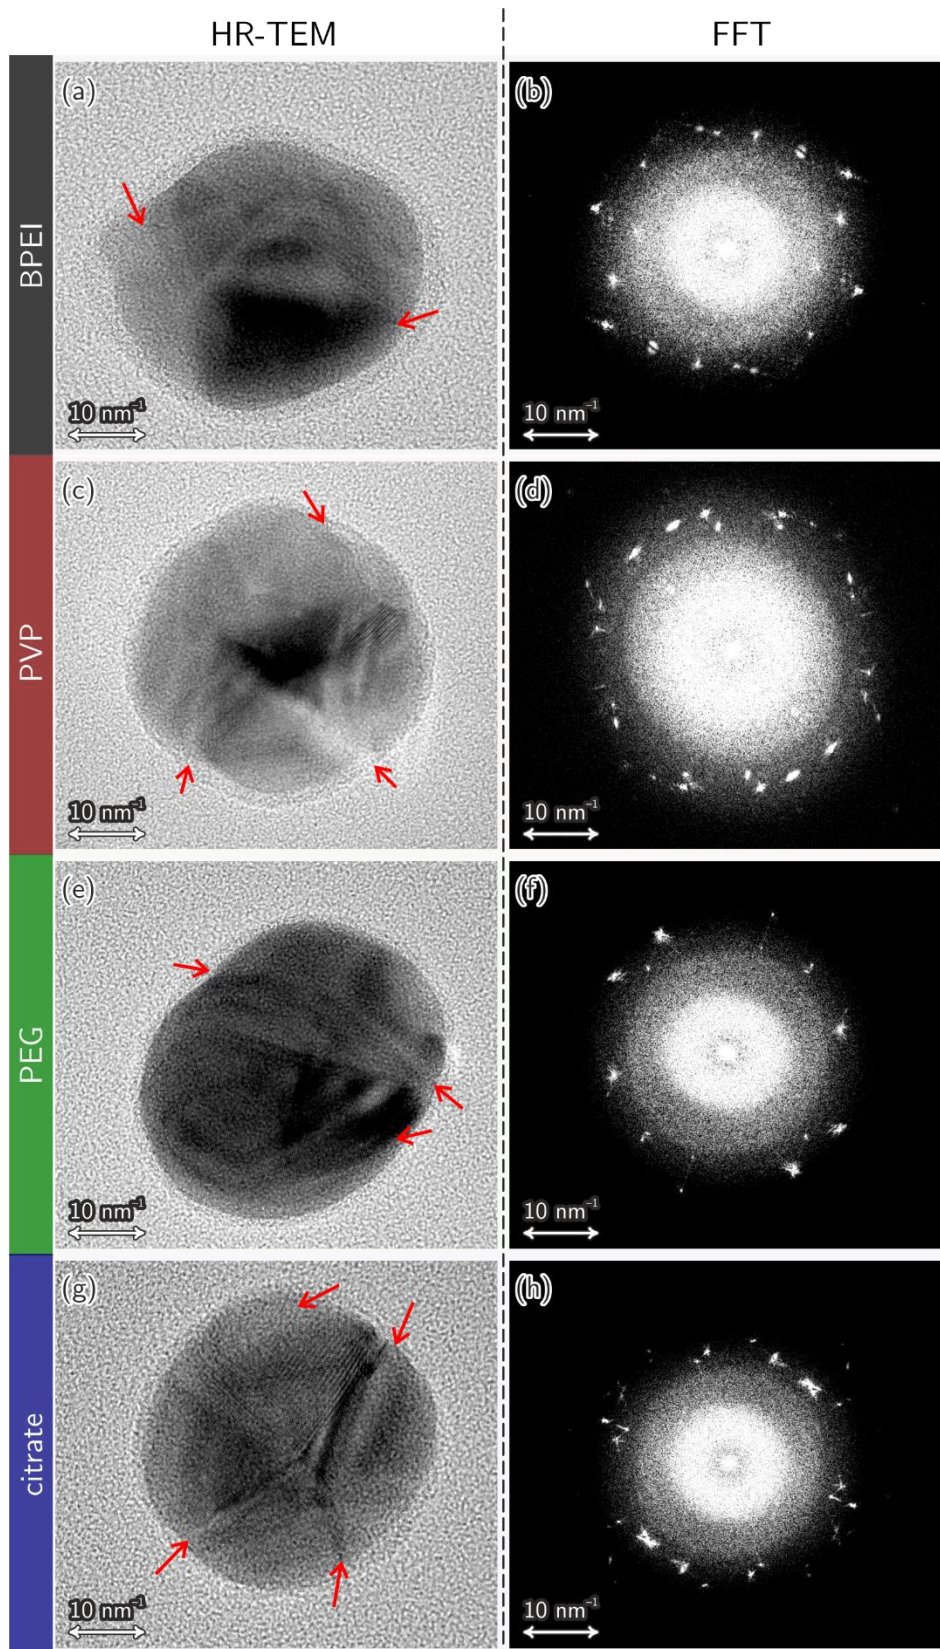 HR-TEM
FFT
BPEI
(a)
10 nm⁻¹
(b)
10 nm⁻¹
PVP
(c)
10 nm⁻¹
(d)
10 nm⁻¹
PEG
(e)
10 nm⁻¹
(f)
10 nm⁻¹
citrate
(g)
10 nm⁻¹
(h)
10 nm⁻¹